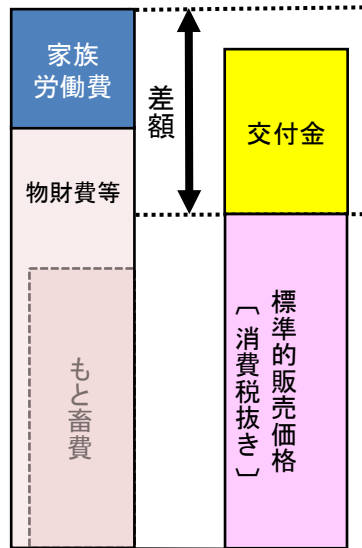 家族
労働費
差額
交付金
物財費等
もと畜費
標準的販売価格
〔消費税抜き〕